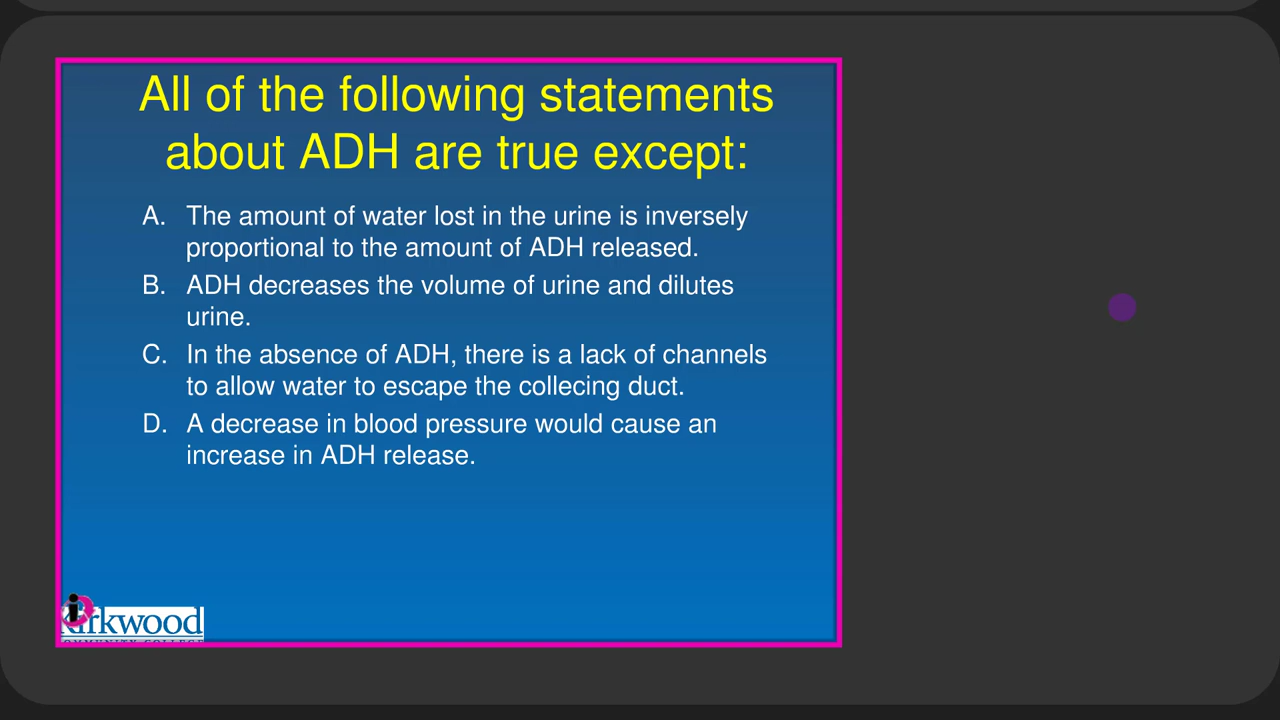 All of the following statements
about ADH are true except:
A. The amount of water lost in the urine is inversely
proportional to the amount of ADH released.
B. ADH decreases the volume of urine and dilutes
urine.
C. In the absence of ADH, there is a lack of channels
to allow water to escape the collecing duct.
D. A decrease in blood pressure would cause an
increase in ADH release.
Kirkwood
COMMUNITY COLLEGE